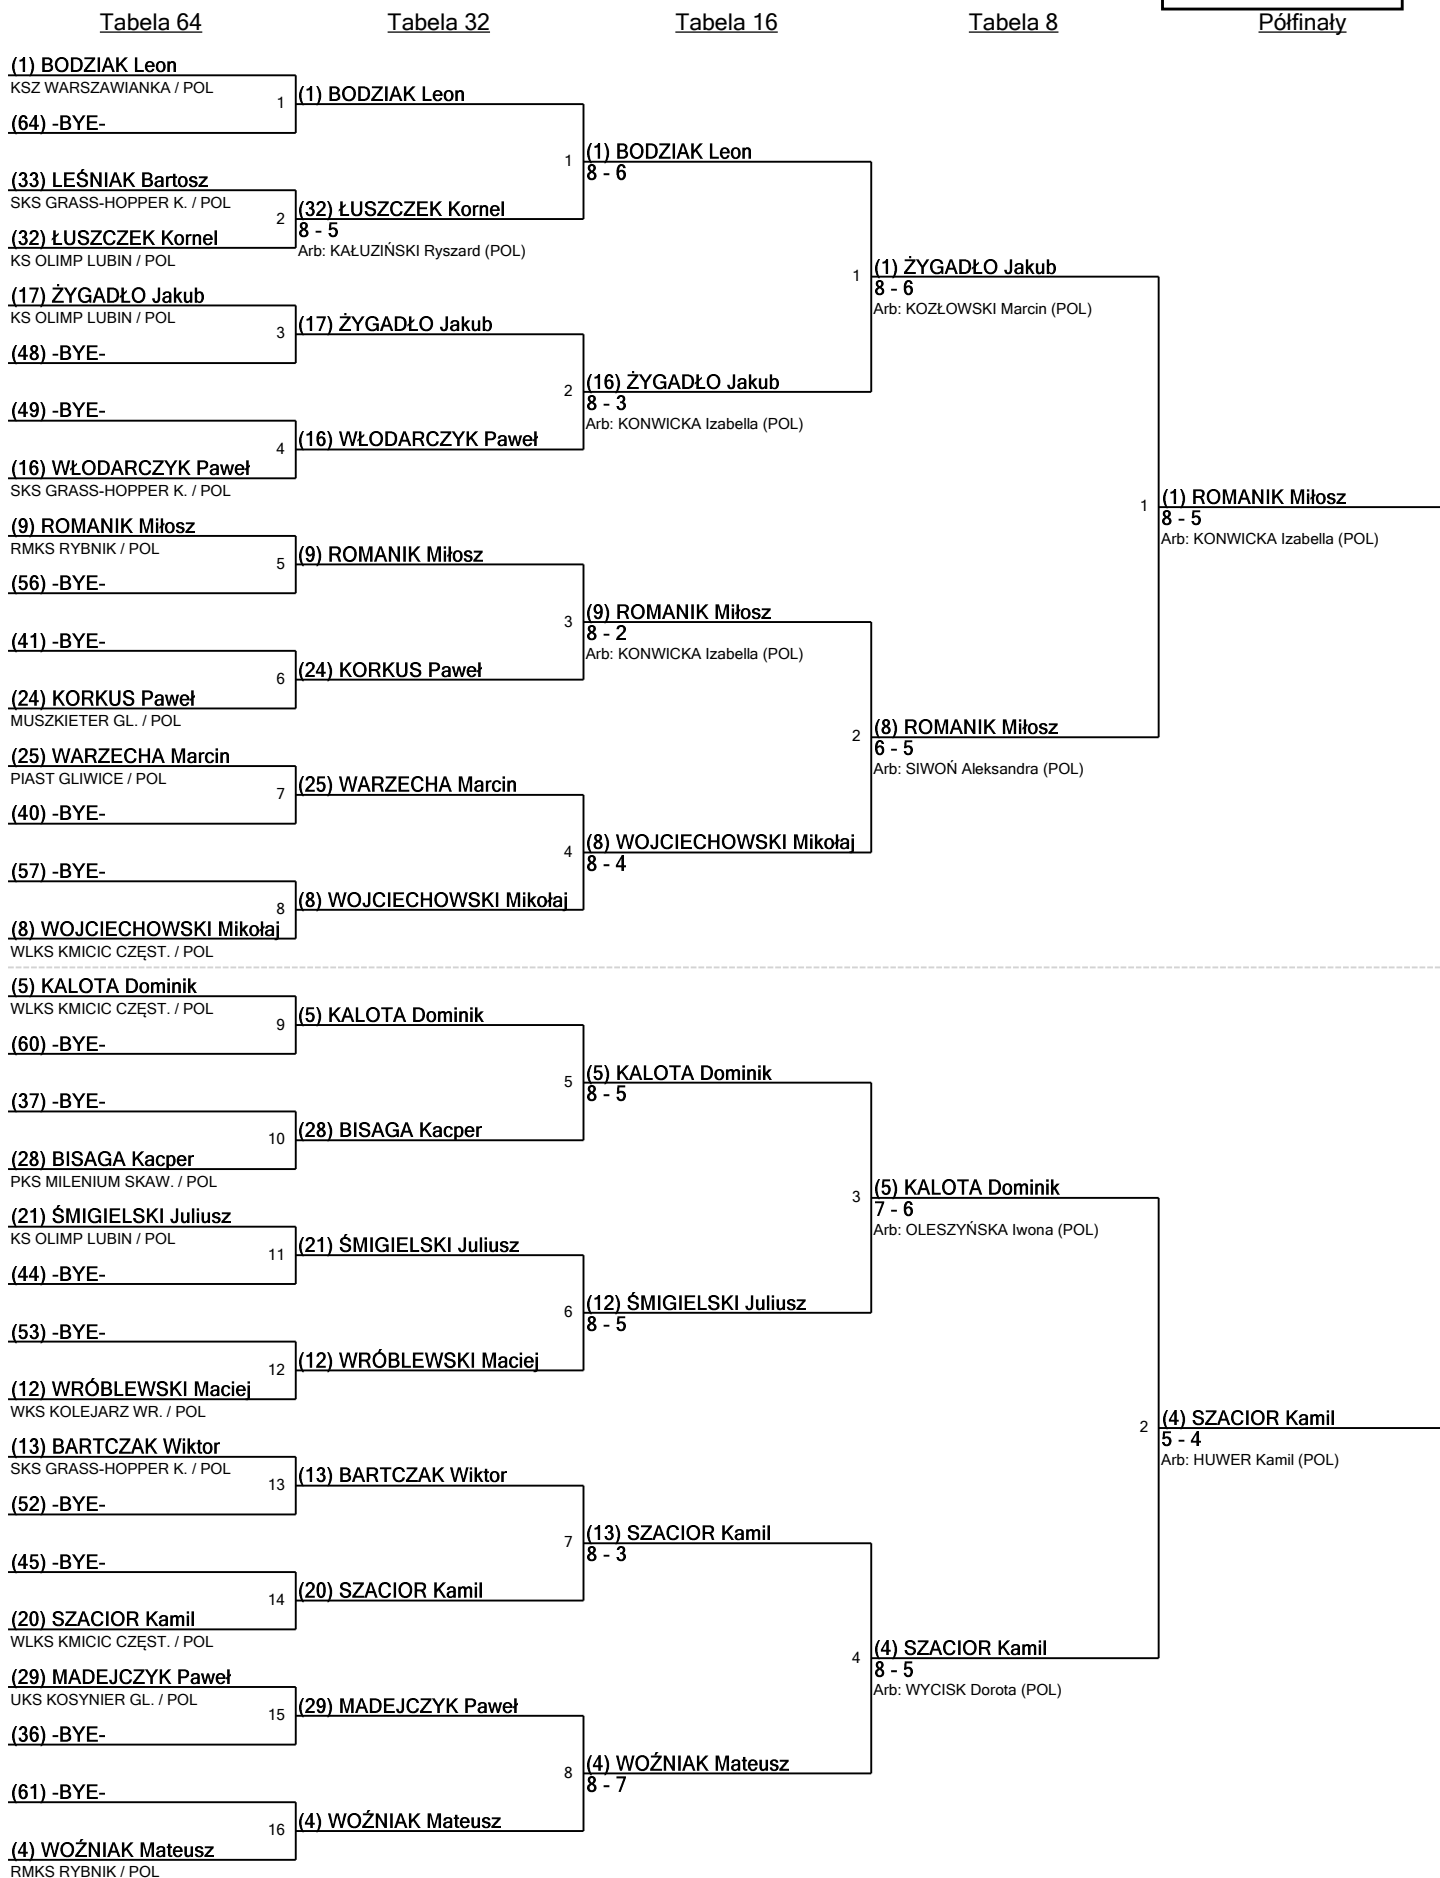 Tabela 64
Tabela 32
Tabela 16
Tabela 8
Półfinały
(1) BODZIAK Leon
KSZ WARSZAWIANKA / POL
1
(64) -BYE-
(33) LEŚNIAK Bartosz
SKS GRASS-HOPPER K. / POL
2
(32) ŁUSZCZEK Kornel
KS OLIMP LUBIN / POL
(17) ŻYGADŁO Jakub
KS OLIMP LUBIN / POL
3
(48) -BYE-
(49) -BYE-
4
(16) WŁODARCZYK Paweł
SKS GRASS-HOPPER K. / POL
(9) ROMANIK Miłosz
RMKS RYBNIK / POL
5
(56) -BYE-
(41) -BYE-
6
(24) KORKUS Paweł
MUSZKIETER GL. / POL
(25) WARZECHA Marcin
PIAST GLIWICE / POL
7
(40) -BYE-
(57) -BYE-
8
(8) WOJCIECHOWSKI Mikołaj
WLKS KMICIC CZĘST. / POL
(5) KALOTA Dominik
WLKS KMICIC CZĘST. / POL
9
(60) -BYE-
(37) -BYE-
10
(28) BISAGA Kacper
PKS MILENIUM SKAW. / POL
(21) ŚMIGIELSKI Juliusz
KS OLIMP LUBIN / POL
11
(44) -BYE-
(53) -BYE-
12
(12) WRÓBLEWSKI Maciej
WKS KOLEJARZ WR. / POL
(13) BARTCZAK Wiktor
SKS GRASS-HOPPER K. / POL
13
(52) -BYE-
(45) -BYE-
14
(20) SZACIOR Kamil
WLKS KMICIC CZĘST. / POL
(29) MADEJCZYK Paweł
UKS KOSYNIER GL. / POL
15
(36) -BYE-
(61) -BYE-
16
(4) WOŹNIAK Mateusz
RMKS RYBNIK / POL
(1) BODZIAK Leon
1
(32) ŁUSZCZEK Kornel
8 - 5
Arb: KAŁUZIŃSKI Ryszard (POL)
(17) ŻYGADŁO Jakub
2
(16) WŁODARCZYK Paweł
(9) ROMANIK Miłosz
3
(24) KORKUS Paweł
(25) WARZECHA Marcin
4
(8) WOJCIECHOWSKI Mikołaj
(5) KALOTA Dominik
5
(28) BISAGA Kacper
(21) ŚMIGIELSKI Juliusz
6
(12) WRÓBLEWSKI Maciej
(13) BARTCZAK Wiktor
7
(20) SZACIOR Kamil
(29) MADEJCZYK Paweł
8
(4) WOŹNIAK Mateusz
(1) BODZIAK Leon
8 - 6
1
(16) ŻYGADŁO Jakub
8 - 3
Arb: KONWICKA Izabella (POL)
(9) ROMANIK Miłosz
8 - 2
Arb: KONWICKA Izabella (POL)
2
(8) WOJCIECHOWSKI Mikołaj
8 - 4
(5) KALOTA Dominik
8 - 5
3
(12) ŚMIGIELSKI Juliusz
8 - 5
(13) SZACIOR Kamil
8 - 3
4
(4) WOŹNIAK Mateusz
8 - 7
(1) ŻYGADŁO Jakub
8 - 6
Arb: KOZŁOWSKI Marcin (POL)
1
(8) ROMANIK Miłosz
6 - 5
Arb: SIWOŃ Aleksandra (POL)
(5) KALOTA Dominik
7 - 6
Arb: OLESZYŃSKA Iwona (POL)
2
(4) SZACIOR Kamil
8 - 5
Arb: WYCISK Dorota (POL)
(1) ROMANIK Miłosz
8 - 5
Arb: KONWICKA Izabella (POL)
(4) SZACIOR Kamil
5 - 4
Arb: HUWER Kamil (POL)